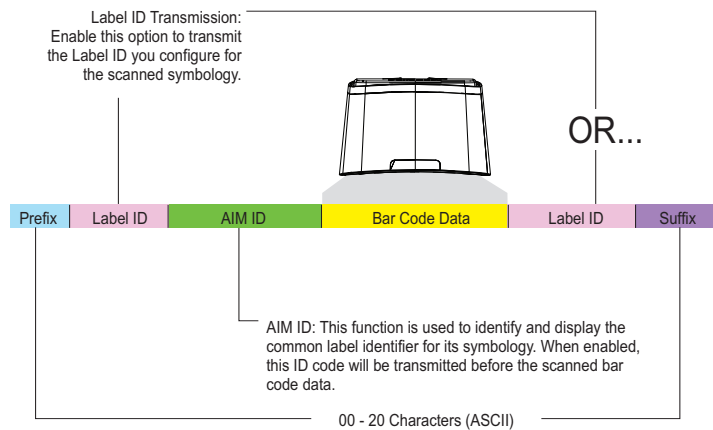 Label ID Transmission:
Enable this option to transmit
the Label ID you configure for
the scanned symbology.
OR...
Prefix Label ID AIM ID Bar Code Data Label ID Suffix
AIM ID: This function is used to identify and display the
common label identifier for its symbology. When enabled,
this ID code will be transmitted before the scanned bar
code data.
00 - 20 Characters (ASCII)